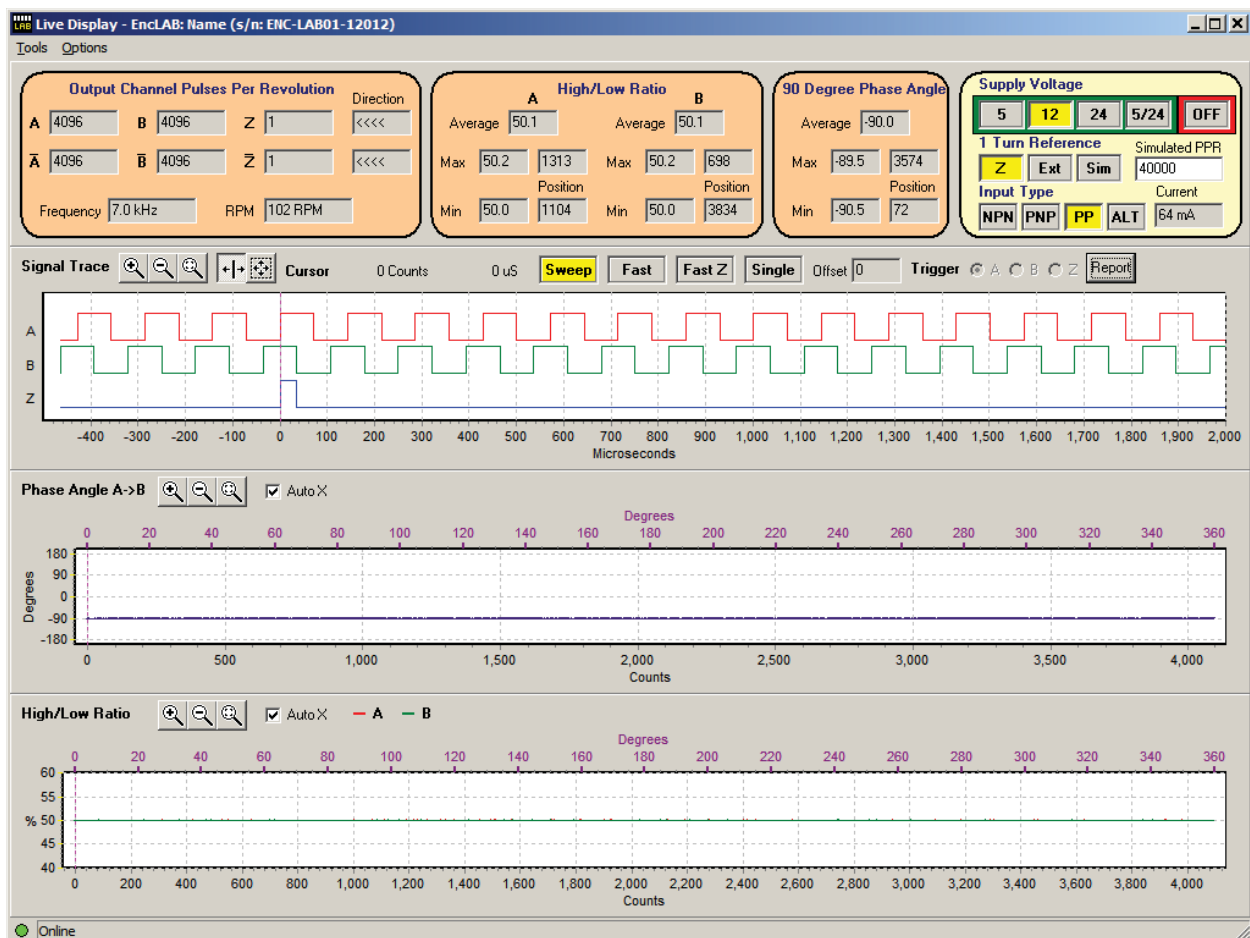 LAB Live Display - EncLAB: Name (s/n: ENC-LAB01-12012)
Tools Options
Output Channel Pulses Per Revolution
Direction
A 4096 B 4096 Z 1 <<<<
A̅ 4096 B̅ 4096 Z̅ 1 <<<<
Frequency 7.0 kHz RPM 102 RPM
High/Low Ratio
A B
Average 50.1 Average 50.1
Max 50.2 1313 Max 50.2 698
Position Position
Min 50.0 1104 Min 50.0 3834
90 Degree Phase Angle
Average -90.0
Max -89.5 3574
Position
Min -90.5 72
Supply Voltage
5 12 24 5/24 OFF
1 Turn Reference Simulated PPR
Z Ext Sim 40000
Input Type Current
NPN PNP PP ALT 64 mA
Signal Trace Cursor 0 Counts 0 uS Sweep Fast Fast Z Single Offset 0 Trigger A B Z Report
A
B
Z
-400 -300 -200 -100 0 100 200 300 400 500 600 700 800 900 1,000 1,100 1,200 1,300 1,400 1,500 1,600 1,700 1,800 1,900 2,000
Microseconds
Phase Angle A->B Auto X
Degrees
0 20 40 60 80 100 120 140 160 180 200 220 240 260 280 300 320 340 360
180
90
0
-90
-180
Degrees
0 500 1,000 1,500 2,000 2,500 3,000 3,500 4,000
Counts
High/Low Ratio Auto X A B
Degrees
0 20 40 60 80 100 120 140 160 180 200 220 240 260 280 300 320 340 360
60
55
% 50
45
40
0 200 400 600 800 1,000 1,200 1,400 1,600 1,800 2,000 2,200 2,400 2,600 2,800 3,000 3,200 3,400 3,600 3,800 4,000
Counts
Online